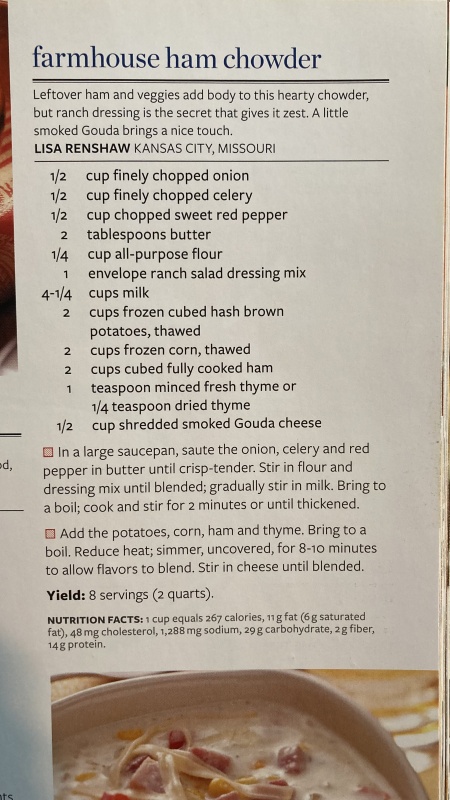 farmhouse ham chowder
Leftover ham and veggies add body to this hearty chowder,
but ranch dressing is the secret that gives it zest. A little
smoked Gouda brings a nice touch.
LISA RENSHAW KANSAS CITY, MISSOURI
1/2 cup finely chopped onion
1/2 cup finely chopped celery
1/2 cup chopped sweet red pepper
2 tablespoons butter
1/4 cup all-purpose flour
1 envelope ranch salad dressing mix
4-1/4 cups milk
2 cups frozen cubed hash brown
potatoes, thawed
2 cups frozen corn, thawed
2 cups cubed fully cooked ham
1 teaspoon minced fresh thyme or
1/4 teaspoon dried thyme
1/2 cup shredded smoked Gouda cheese
In a large saucepan, saute the onion, celery and red
pepper in butter until crisp-tender. Stir in flour and
dressing mix until blended; gradually stir in milk. Bring to
a boil; cook and stir for 2 minutes or until thickened.
Add the potatoes, corn, ham and thyme. Bring to a
boil. Reduce heat; simmer, uncovered, for 8-10 minutes
to allow flavors to blend. Stir in cheese until blended.
Yield: 8 servings (2 quarts).
NUTRITION FACTS: 1 cup equals 267 calories, 11 g fat (6 g saturated
fat), 48 mg cholesterol, 1,288 mg sodium, 29 g carbohydrate, 2 g fiber,
14 g protein.